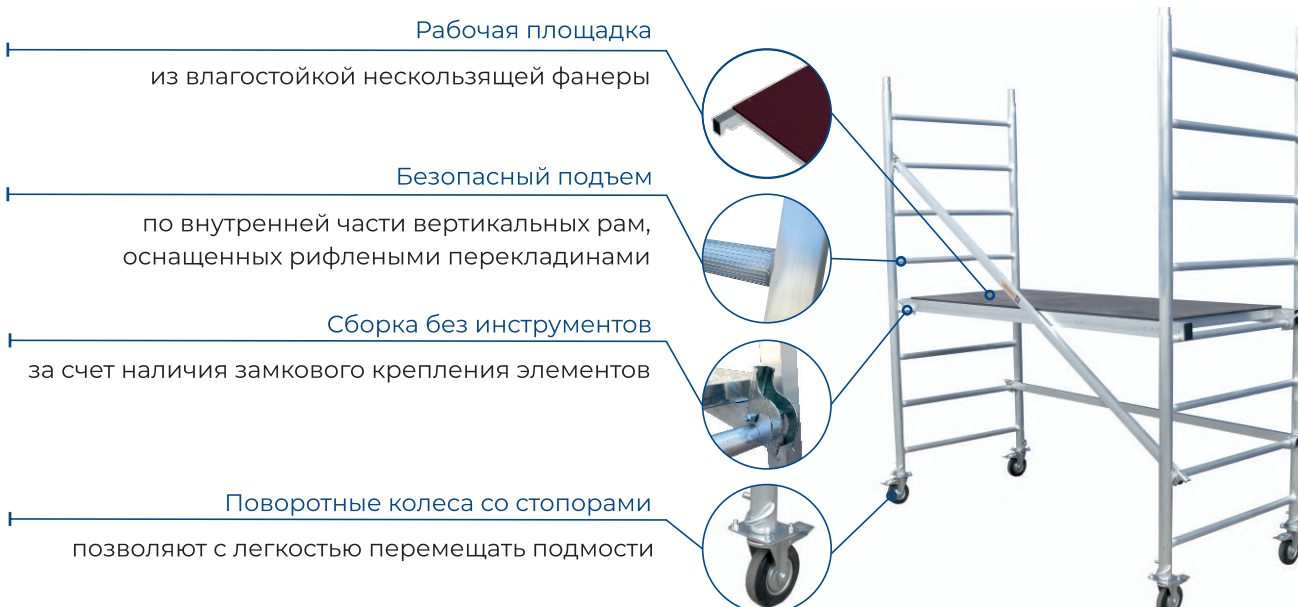 Рабочая площадка
из влагостойкой нескользящей фанеры
Безопасный подъем
по внутренней части вертикальных рам,
оснащенных рифлеными перекладинами
Сборка без инструментов
за счет наличия замкового крепления элементов
Поворотные колеса со стопорами
позволяют с легкостью перемещать подмости